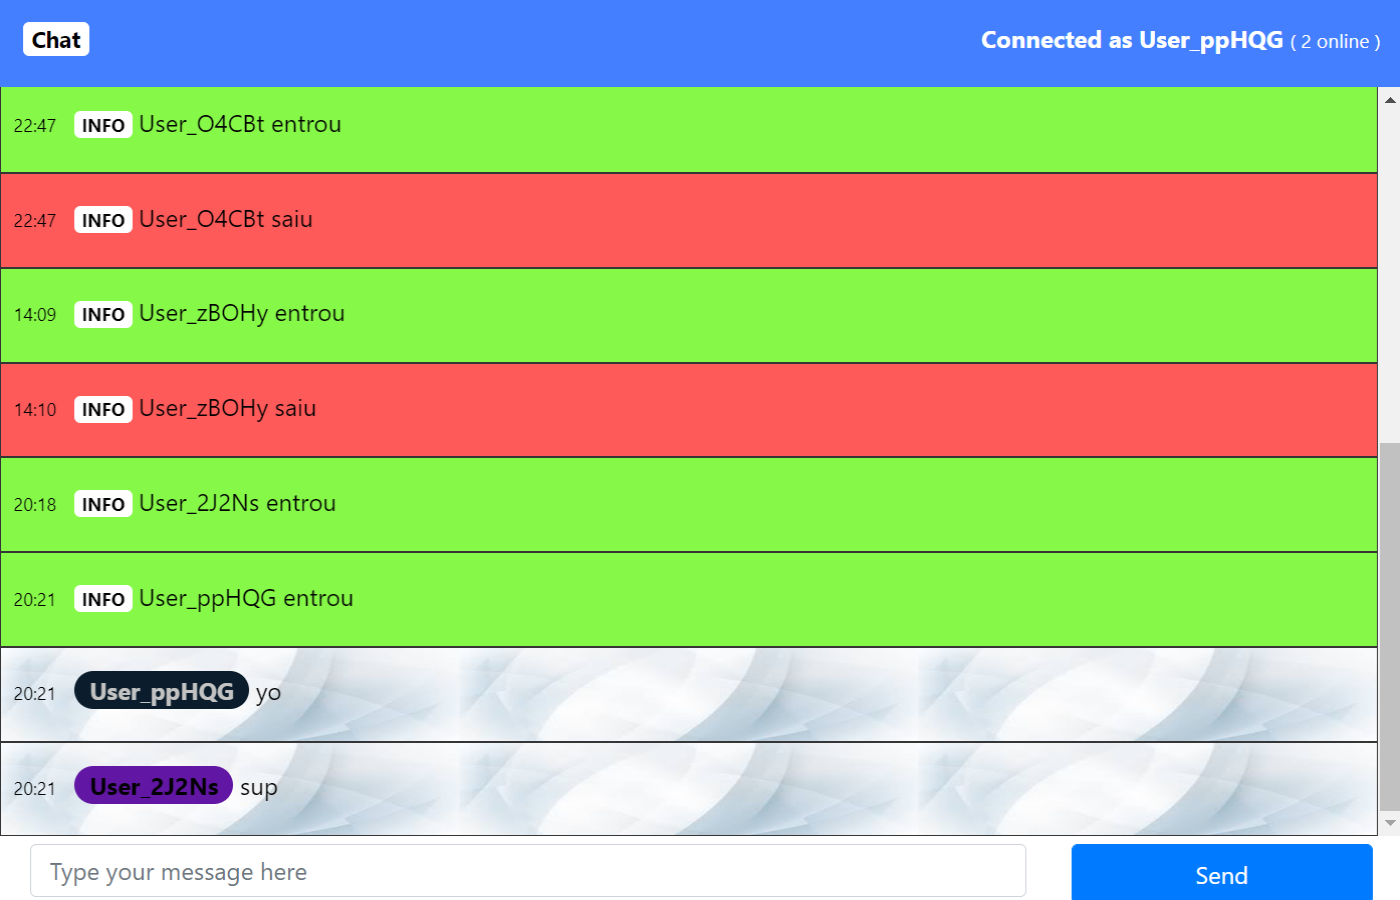 Chat
Connected as User_ppHQG ( 2 online )
22:47 INFO User_O4CBt entrou
22:47 INFO User_O4CBt saiu
14:09 INFO User_zBOHy entrou
14:10 INFO User_zBOHy saiu
20:18 INFO User_2J2Ns entrou
20:21 INFO User_ppHQG entrou
20:21 User_ppHQG yo
20:21 User_2J2Ns sup
Type your message here
Send